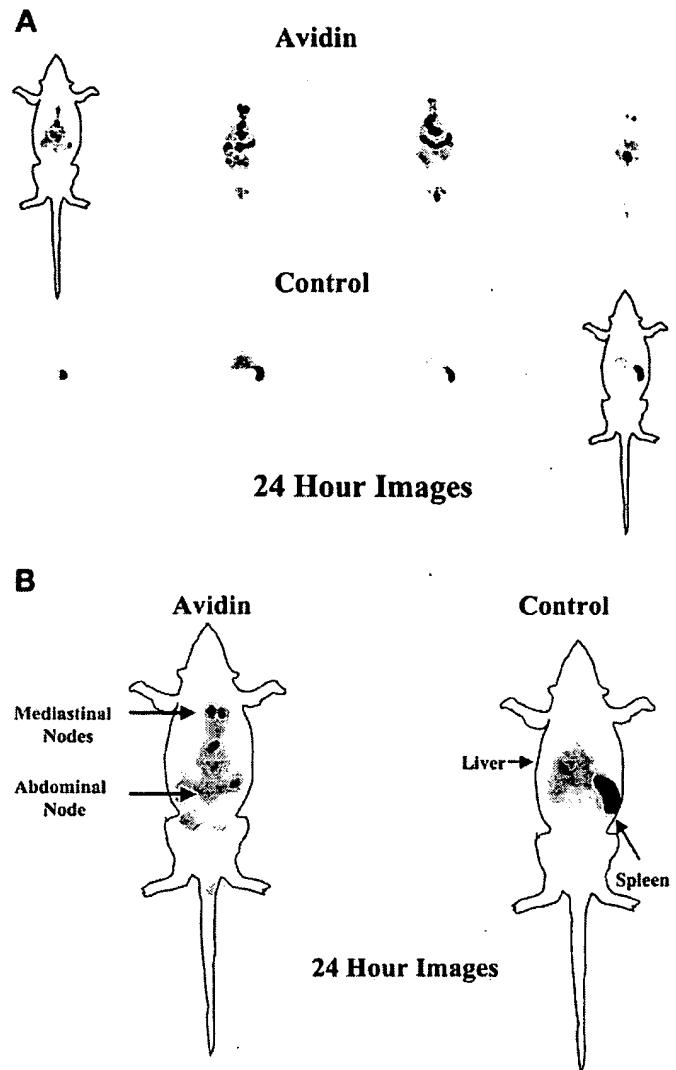 A
Avidin
Control
24 Hour Images
B
Avidin
Control
Mediastinal
Nodes
Liver
Abdominal
Node
Spleen
24 Hour Images